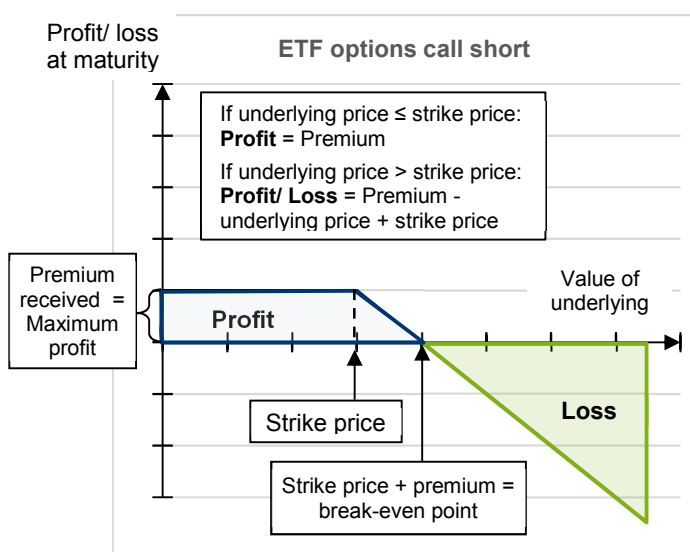 Profit/ loss
at maturity
ETF options call short
If underlying price ≤ strike price:
Profit = Premium
If underlying price > strike price:
Profit/ Loss = Premium -
underlying price + strike price
Premium
received =
Maximum
profit
Value of
underlying
Profit
Strike price
Loss
Strike price + premium =
break-even point